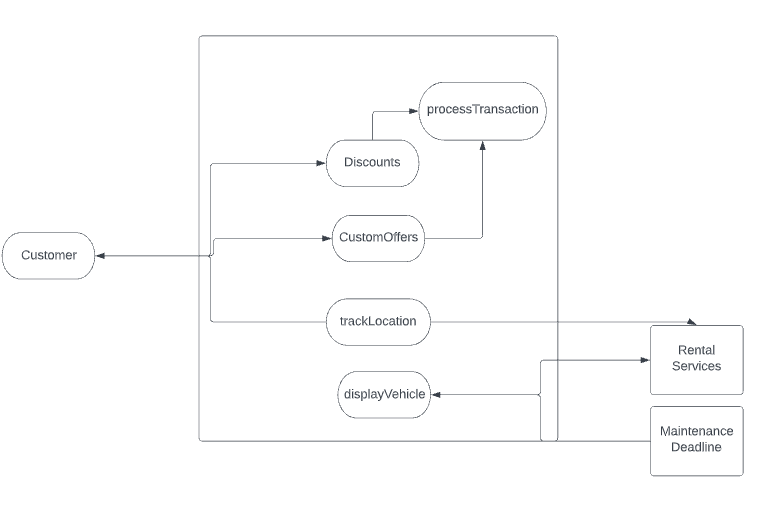 processTransaction
Discounts
CustomOffers
Customer
trackLocation
Rental
Services
displayVehicle
Maintenance
Deadline